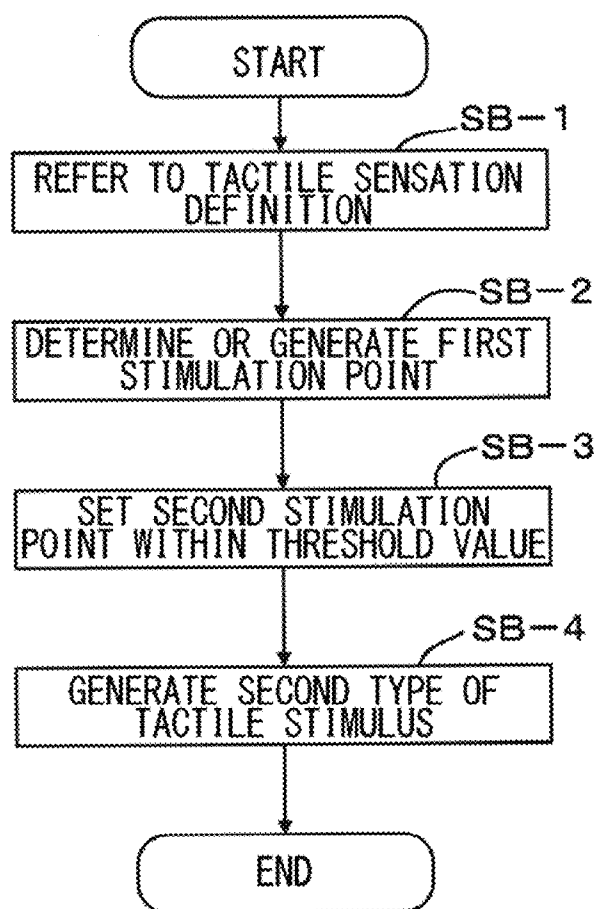 START
SB-1
REFER TO TACTILE SENSATION
DEFINITION
SB-2
DETERMINE OR GENERATE FIRST
STIMULATION POINT
SB-3
SET SECOND STIMULATION
POINT WITHIN THRESHOLD VALUE
SB-4
GENERATE SECOND TYPE OF
TACTILE STIMULUS
END